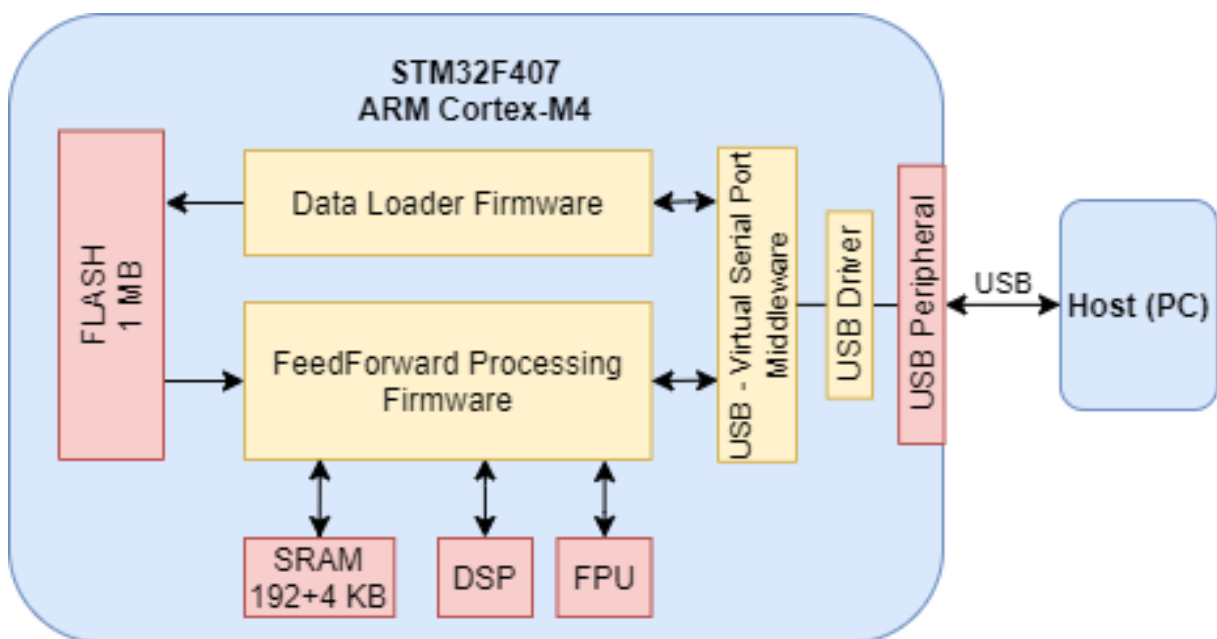 STM32F407
ARM Cortex-M4
FLASH
1 MB
Data Loader Firmware
FeedForward Processing
Firmware
USB - Virtual Serial Port
Middleware
USB Driver
USB Peripheral
USB
Host (PC)
SRAM
192+4 KB
DSP
FPU